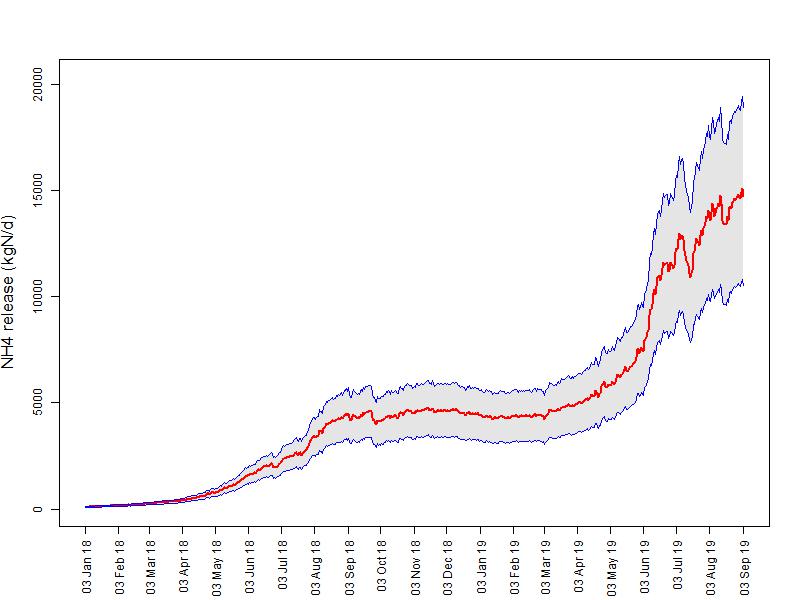 NH4 release (kgN/d)
20000
15000
10000
5000
0
03 Jan 18
03 Feb 18
03 Mar 18
03 Apr 18
03 May 18
03 Jun 18
03 Jul 18
03 Aug 18
03 Sep 18
03 Oct 18
03 Nov 18
03 Dec 18
03 Jan 19
03 Feb 19
03 Mar 19
03 Apr 19
03 May 19
03 Jun 19
03 Jul 19
03 Aug 19
03 Sep 19